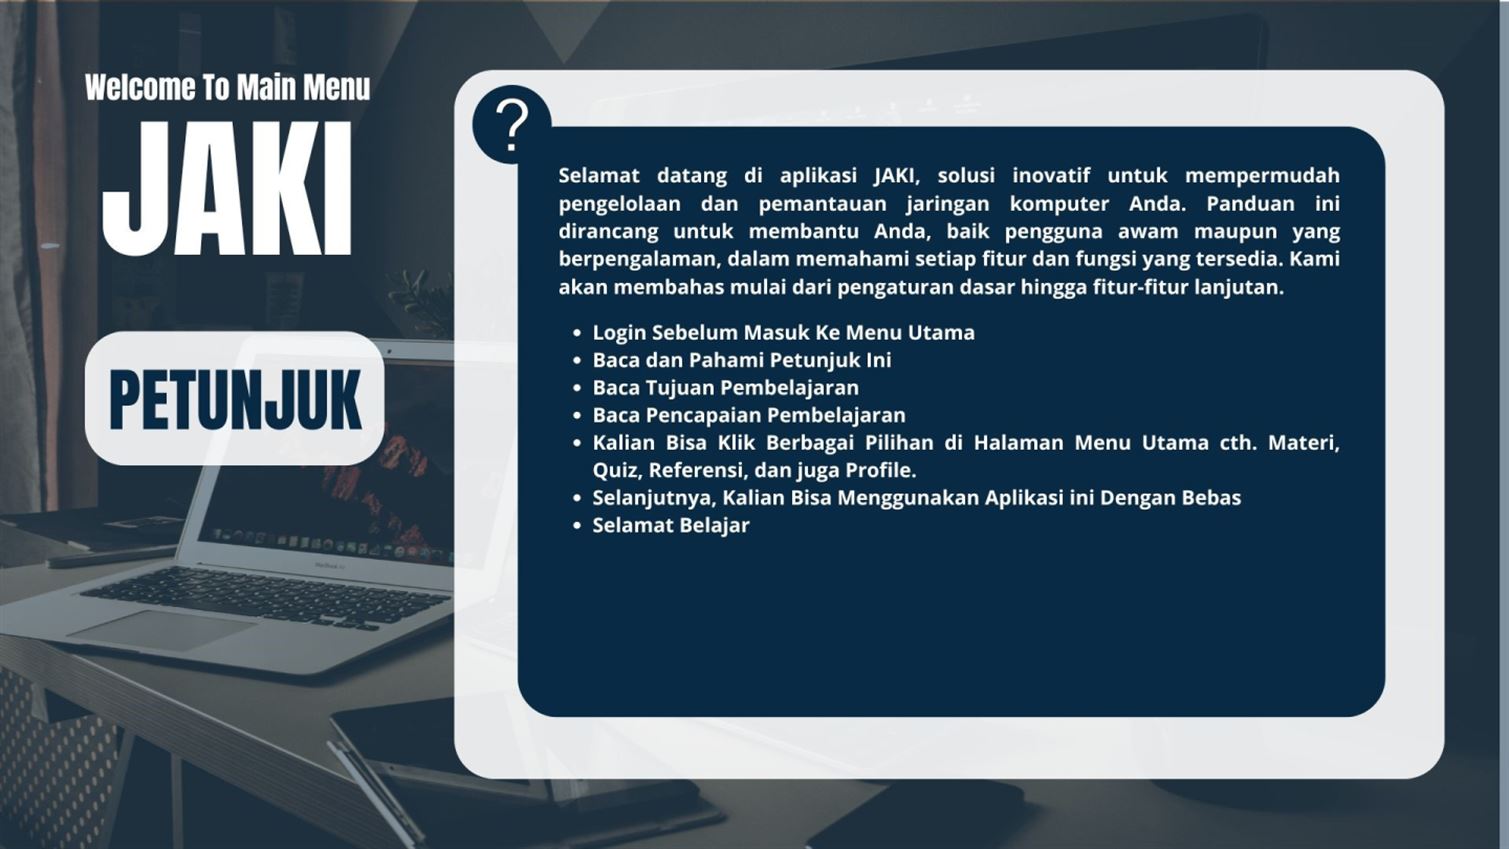 Welcome To Main Menu
JAKI
PETUNJUK
?
Selamat datang di aplikasi JAKI, solusi inovatif untuk mempermudah
pengelolaan dan pemantauan jaringan komputer Anda. Panduan ini
dirancang untuk membantu Anda, baik pengguna awam maupun yang
berpengalaman, dalam memahami setiap fitur dan fungsi yang tersedia. Kami
akan membahas mulai dari pengaturan dasar hingga fitur-fitur lanjutan.
• Login Sebelum Masuk Ke Menu Utama
• Baca dan Pahami Petunjuk Ini
• Baca Tujuan Pembelajaran
• Baca Pencapaian Pembelajaran
• Kalian Bisa Klik Berbagai Pilihan di Halaman Menu Utama cth. Materi,
Quiz, Referensi, dan juga Profile.
• Selanjutnya, Kalian Bisa Menggunakan Aplikasi ini Dengan Bebas
• Selamat Belajar
MacBook Air